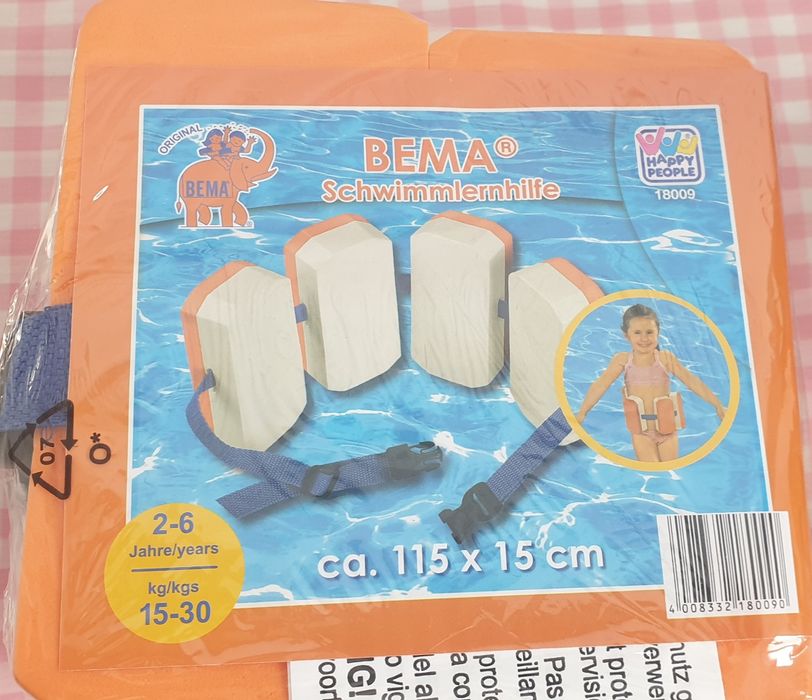 ORIGINAL
BEMA
BEMA®
Schwimmlernhilfe
HAPPY
PEOPLE
18009
07
O*
2-6
Jahre/years
kg/kgs
15-30
ca. 115 x 15 cm
4 008332 180090